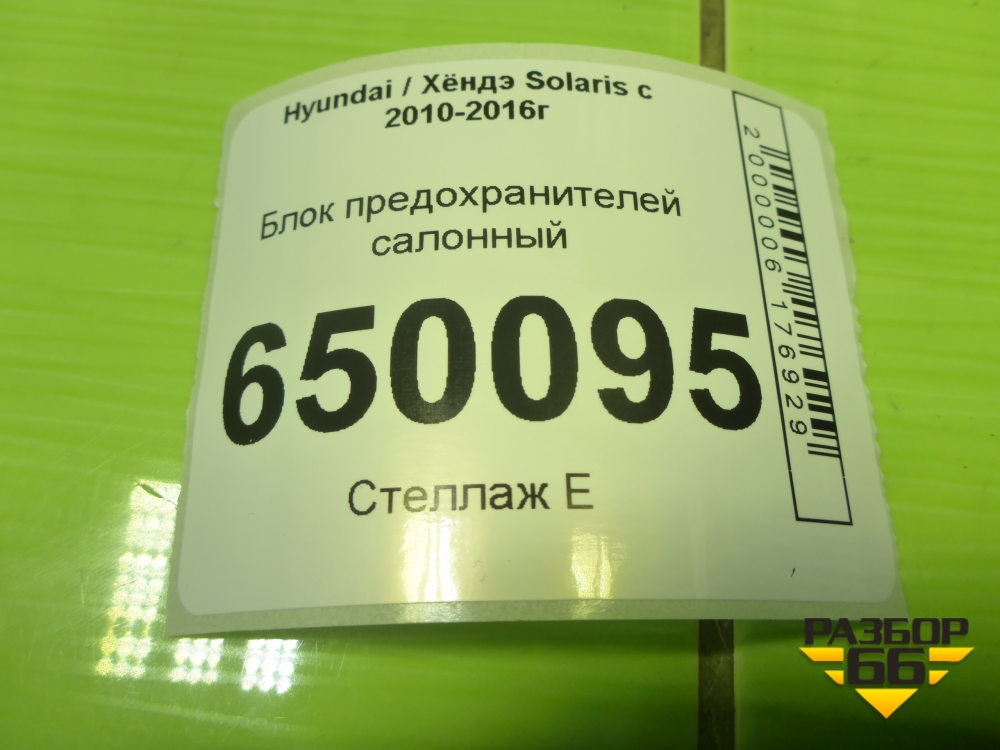 Hyundai / Хёндэ Solaris с
2010-2016г
Блок предохранителей
салонный
650095
Стеллаж Е
2000006176929
РАЗБОР
66